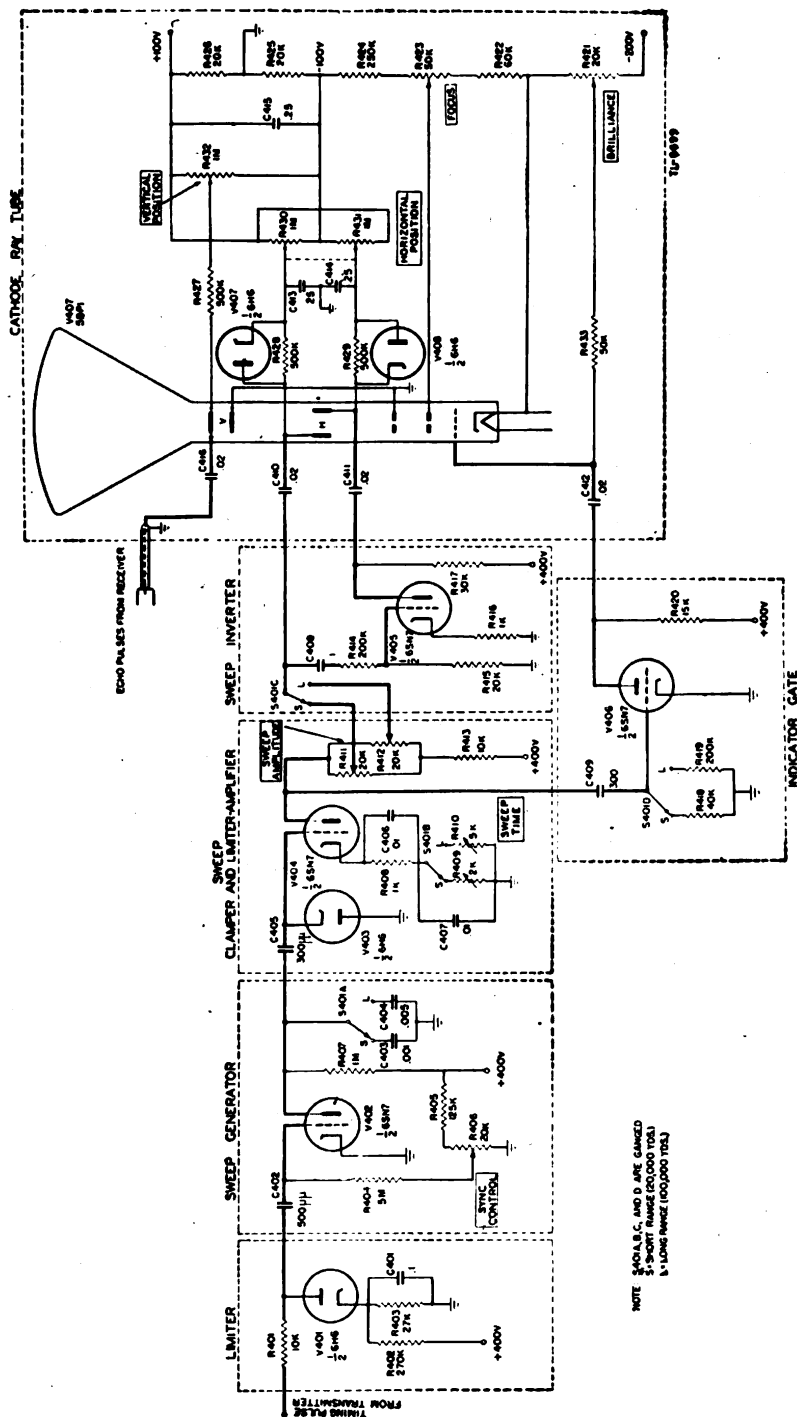 CATHODE RAY TUBE
V407
5BP1
ECHO PULSES FROM RECEIVER
C416
.02
R427
500K
VERTICAL
POSITION
R432
1M
+100V
R426
20K
R425
20K
C415
.25
-100V
V407
½ 6H6
R428
500K
C413
.25
R430
1M
R424
250K
C410
.02
V
H
C414
.25
R431
1M
HORIZONTAL
POSITION
R429
500K
V408
½ 6H6
C411
.02
R423
50K
FOCUS
R422
60K
R421
20K
BRILLIANCE
-200V
R433
50K
C412
.02
TL-8699
SWEEP INVERTER
S401C
S
L
C408
.1
R414
200K
V405
½ 6SN7
R415
20K
R416
1K
R417
30K
+400V
SWEEP
CLAMPER AND LIMITER-AMPLIFIER
C405
300μμ
V403
½ 6H6
V404
½ 6SN7
SWEEP
AMPLITUDE
R411
20K
R412
20K
R413
10K
+400V
C406
.01
R408
1K
S401B
S
L
R409
2K
R410
5K
C407
.01
SWEEP
TIME
INDICATOR GATE
C409
300
V406
½ 6SN7
S401D
S
L
R418
40K
R419
200K
R420
15K
+400V
SWEEP GENERATOR
C402
500μμ
V402
½ 6SN7
R404
5M
R407
1M
S401A
S
L
C403
.001
C404
.005
R405
125K
R406
20K
SYNC
CONTROL
+400V
LIMITER
TIMING PULSE
FROM TRANSMITTER
R401
10K
V401
½ 6H6
R402
270K
R403
27K
C401
.1
+400V
NOTE S401A,B,C, AND D ARE GANGED
S=SHORT RANGE (20,000 YDS.)
L=LONG RANGE (100,000 YDS.)